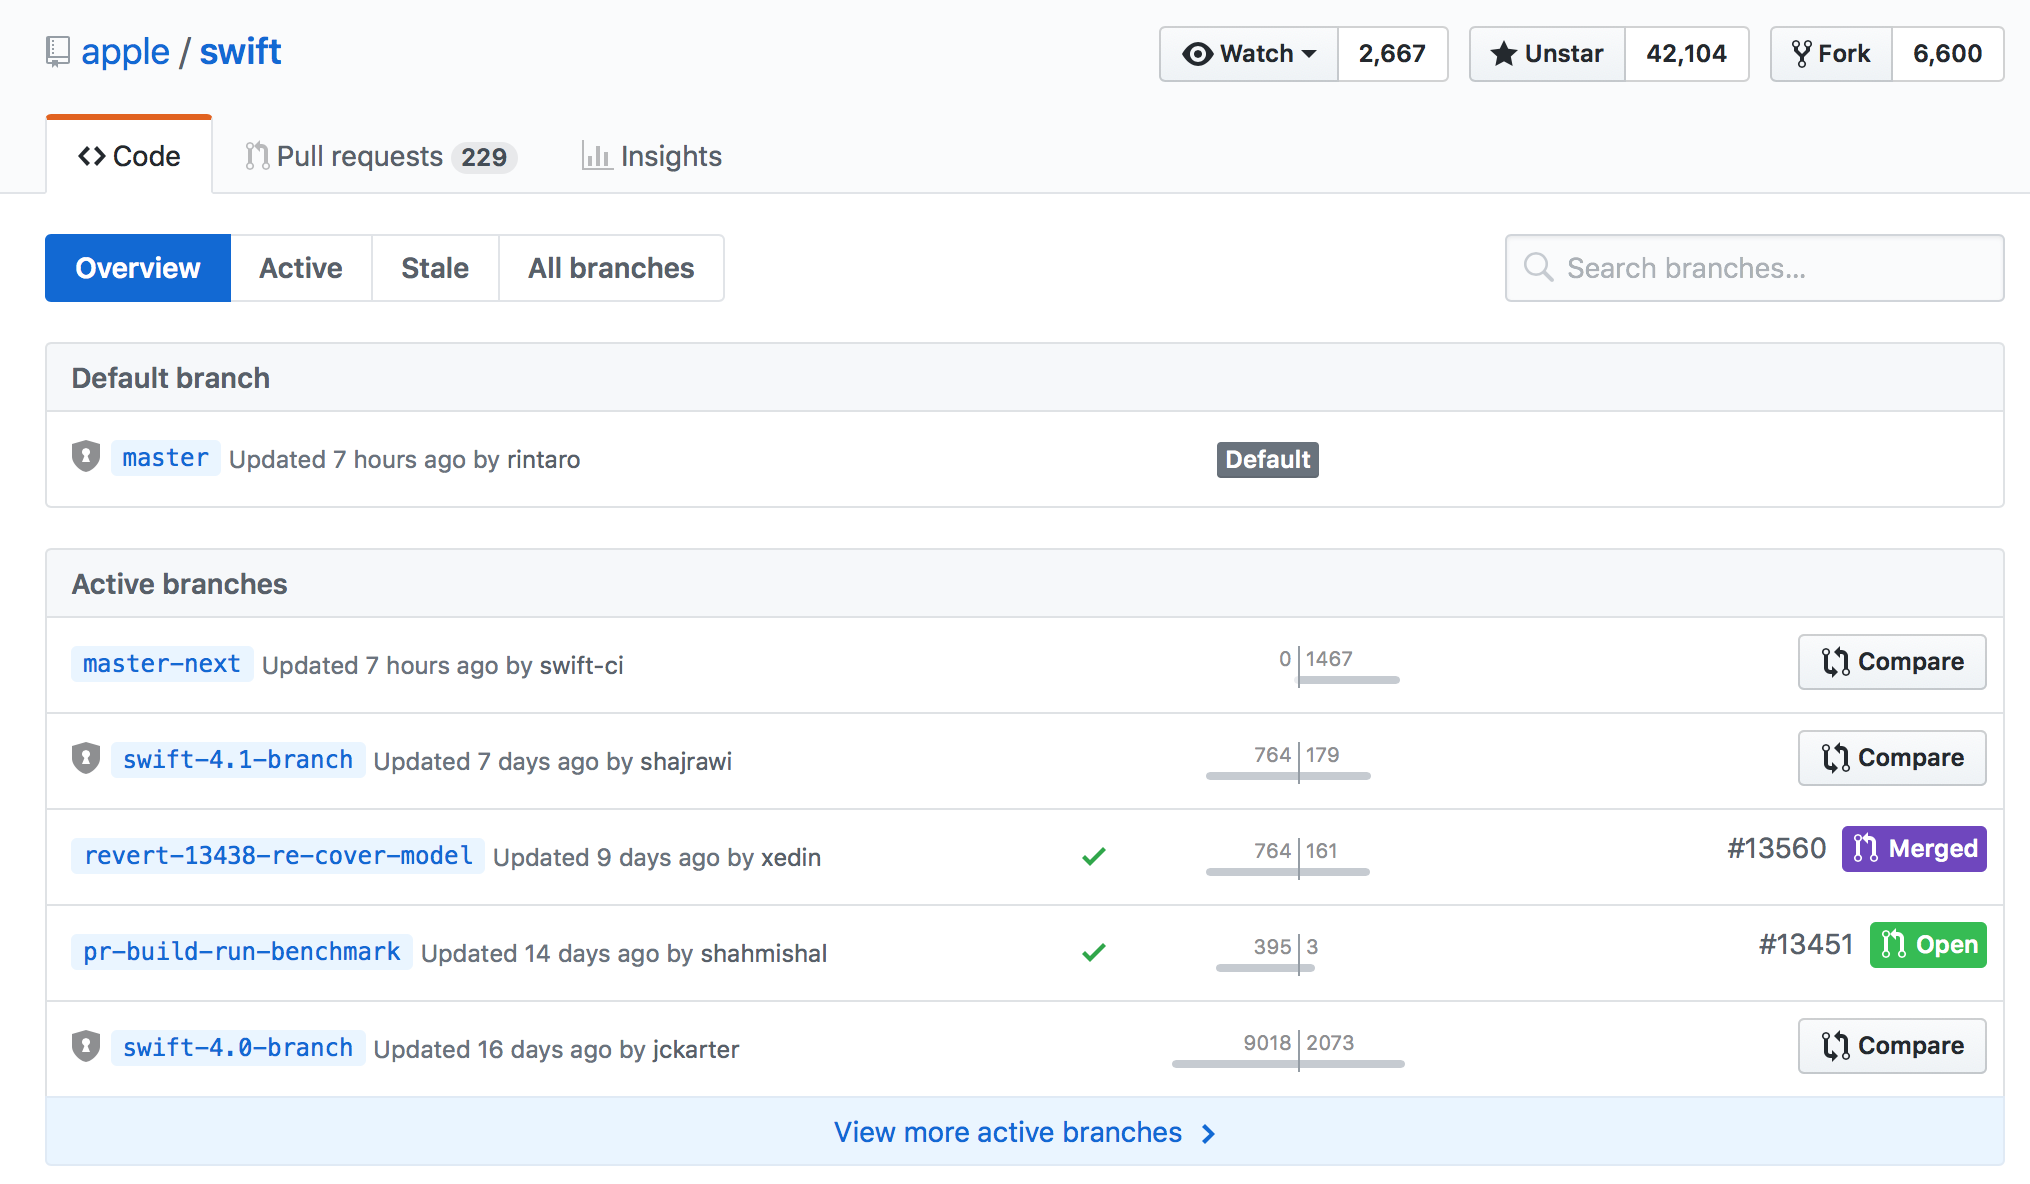 apple / swift Watch 2,667 Unstar 42,104 Fork 6,600
Code Pull requests 229 Insights
Overview Active Stale All branches Search branches...
Default branch
master Updated 7 hours ago by rintaro Default
Active branches
master-next Updated 7 hours ago by swift-ci 0 1467 Compare
swift-4.1-branch Updated 7 days ago by shajrawi 764 179 Compare
revert-13438-re-cover-model Updated 9 days ago by xedin 764 161 #13560 Merged
pr-build-run-benchmark Updated 14 days ago by shahmishal 395 3 #13451 Open
swift-4.0-branch Updated 16 days ago by jckarter 9018 2073 Compare
View more active branches